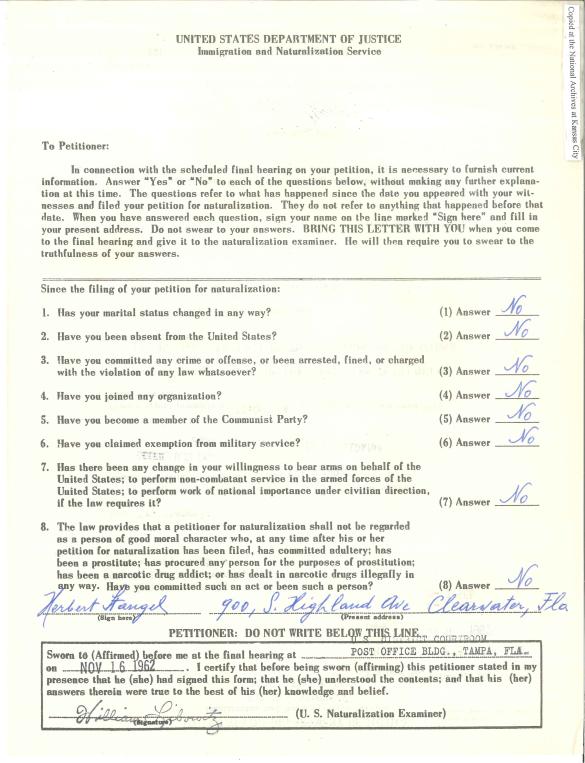 UNITED STATES DEPARTMENT OF JUSTICE
Immigration and Naturalization Service
Copied at the National Archives at Kansas City
To Petitioner:
In connection with the scheduled final hearing on your petition, it is necessary to furnish current
information. Answer "Yes" or "No" to each of the questions below, without making any further explana-
tion at this time. The questions refer to what has happened since the date you appeared with your wit-
nesses and filed your petition for naturalization. They do not refer to anything that happened before that
date. When you have answered each question, sign your name on the line marked "Sign here" and fill in
your present address. Do not swear to your answers. BRING THIS LETTER WITH YOU when you come
to the final hearing and give it to the naturalization examiner. He will then require you to swear to the
truthfulness of your answers.
Since the filing of your petition for naturalization:
1. Has your marital status changed in any way? (1) Answer No
2. Have you been absent from the United States? (2) Answer No
3. Have you committed any crime or offense, or been arrested, fined, or charged
with the violation of any law whatsoever? (3) Answer No
4. Have you joined any organization? (4) Answer No
5. Have you become a member of the Communist Party? (5) Answer No
6. Have you claimed exemption from military service? (6) Answer No
7. Has there been any change in your willingness to bear arms on behalf of the
United States; to perform non-combatant service in the armed forces of the
United States; to perform work of national importance under civilian direction,
if the law requires it? (7) Answer No
8. The law provides that a petitioner for naturalization shall not be regarded
as a person of good moral character who, at any time after his or her
petition for naturalization has been filed, has committed adultery; has
been a prostitute; has procured any person for the purposes of prostitution;
has been a narcotic drug addict; or has dealt in narcotic drugs illegally in
any way. Have you committed such an act or been such a person? (8) Answer No
Herbert Hangel 900, S. Highland Ave Clearwater, Fla
(Sign here) (Present address)
PETITIONER: DO NOT WRITE BELOW THIS LINE.
U.S. DISTRICT COURTROOM
Sworn to (Affirmed) before me at the final hearing at POST OFFICE BLDG., TAMPA, FLA.
on NOV 16 1962. I certify that before being sworn (affirming) this petitioner stated in my
presence that he (she) had signed this form; that he (she) understood the contents; and that his (her)
answers therein were true to the best of his (her) knowledge and belief.
William Libowitz (U. S. Naturalization Examiner)
(Signature)